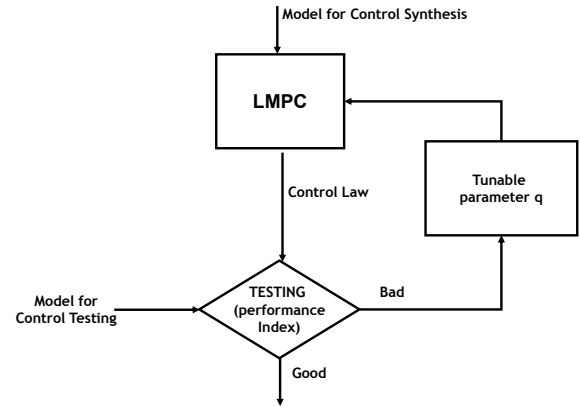 Model for Control Synthesis
LMPC
Tunable
parameter q
Control Law
TESTING
(performance
Index)
Bad
Model for
Control Testing
Good